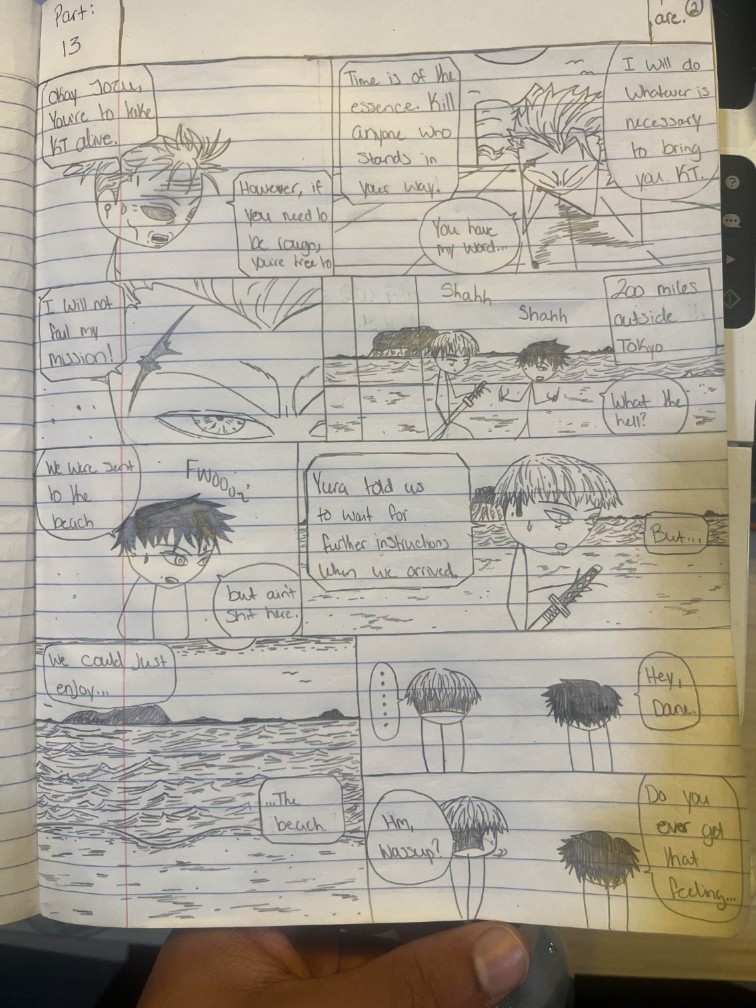 Part:
13
are. 2
Okay Jozu,
You're to take
KT alive.
However, if
you need to
be rough,
you're free to
Time is of the
essence. Kill
anyone who
stands in
your way.
You have
my word...
I will do
whatever is
necessary
to bring
you KT.
I will not
fail my
mission!
Shahh
Shahh
200 miles
outside
Tokyo
What the
hell?
We were sent
to the
beach
FWOOOZ
but ain't
shit here.
Yura told us
to wait for
further instructions
when we arrived
But...
We could just
enjoy...
...The
beach.
Hey,
Dane.
.....
Hm,
Wassup?
Do you
ever get
that
feeling...